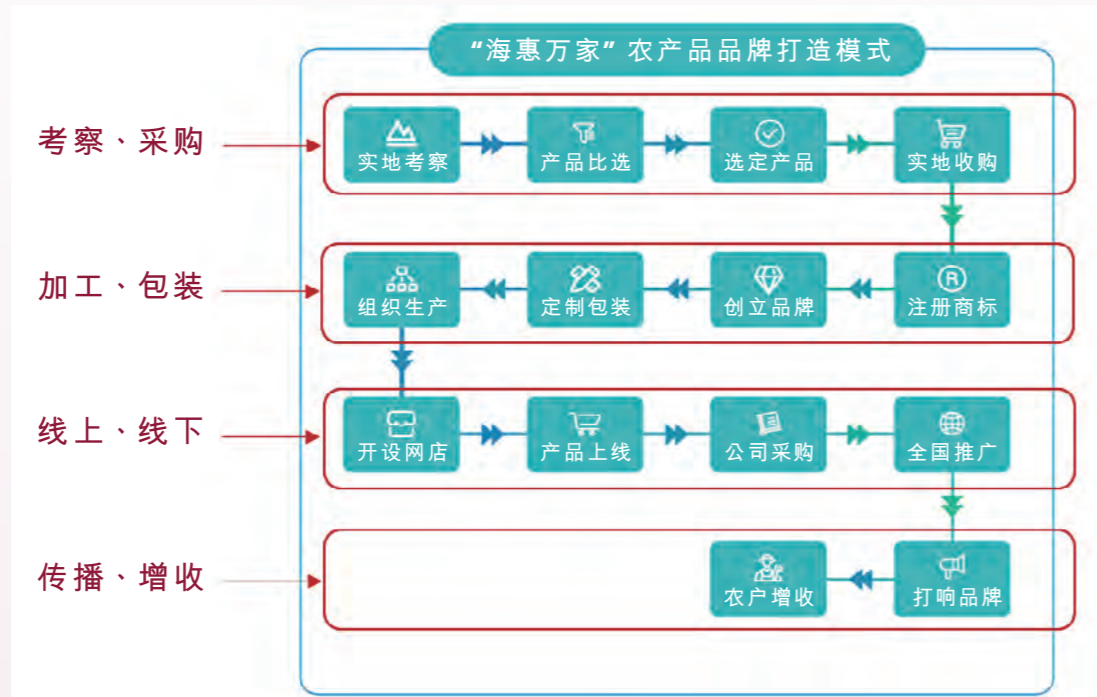 “海惠万家” 农产品品牌打造模式
考察、采购
实地考察
产品比选
选定产品
实地收购
加工、包装
组织生产
定制包装
创立品牌
R
注册商标
线上、线下
开设网店
产品上线
公司采购
全国推广
传播、增收
农户增收
打响品牌